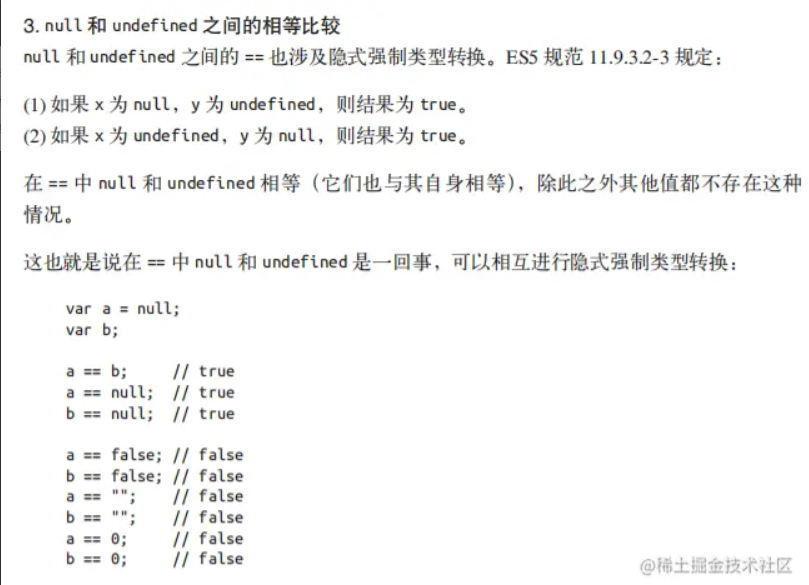 3. null 和 undefined 之间的相等比较
null 和 undefined 之间的 == 也涉及隐式强制类型转换。ES5 规范 11.9.3.2-3 规定：
(1) 如果 x 为 null，y 为 undefined，则结果为 true。
(2) 如果 x 为 undefined，y 为 null，则结果为 true。
在 == 中 null 和 undefined 相等（它们也与其自身相等），除此之外其他值都不存在这种
情况。
这也就是说在 == 中 null 和 undefined 是一回事，可以相互进行隐式强制类型转换：
var a = null;
var b;
a == b; // true
a == null; // true
b == null; // true
a == false; // false
b == false; // false
a == ""; // false
b == ""; // false
a == 0; // false
b == 0; // false
@稀土掘金技术社区